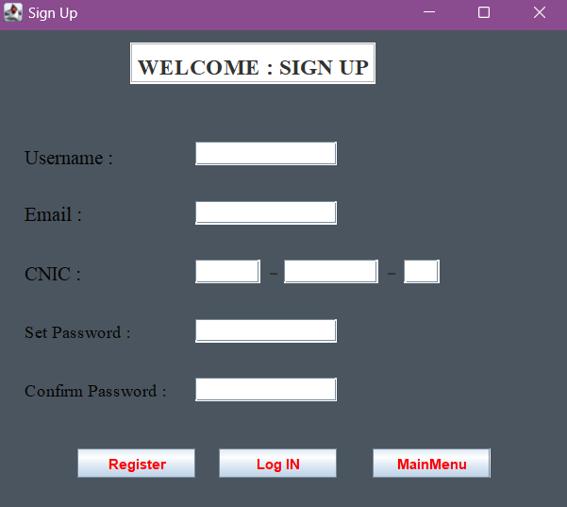 Sign Up
WELCOME : SIGN UP
Username :
Email :
CNIC : - -
Set Password :
Confirm Password :
Register Log IN MainMenu